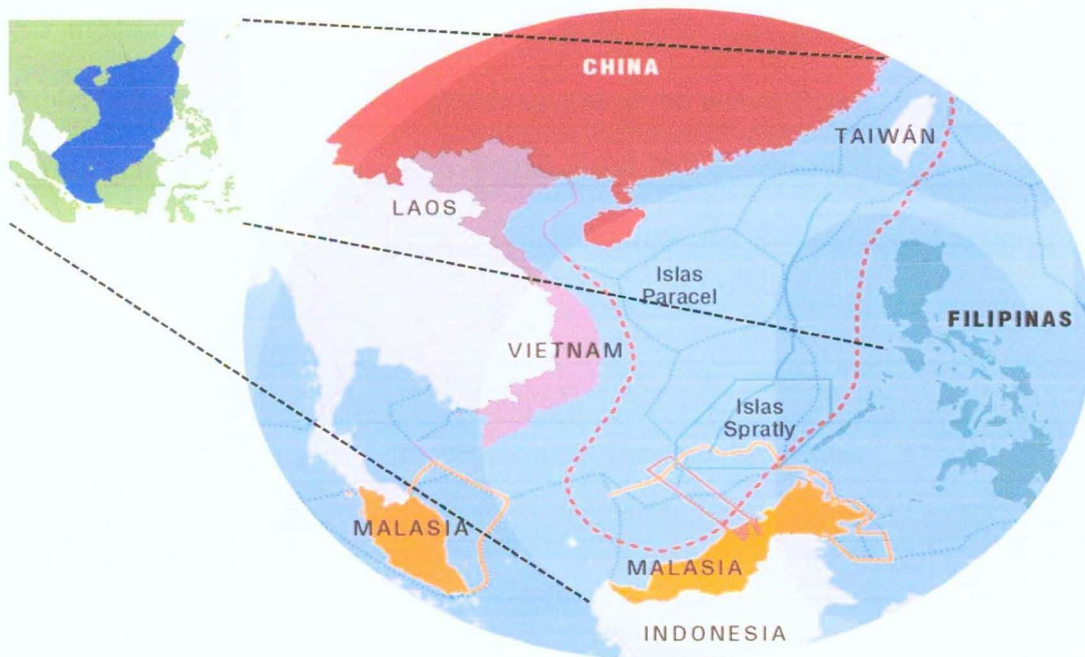 CHINA
TAIWÁN
LAOS
Islas
Paracel
FILIPINAS
VIETNAM
Islas
Spratly
MALASIA
MALASIA
INDONESIA